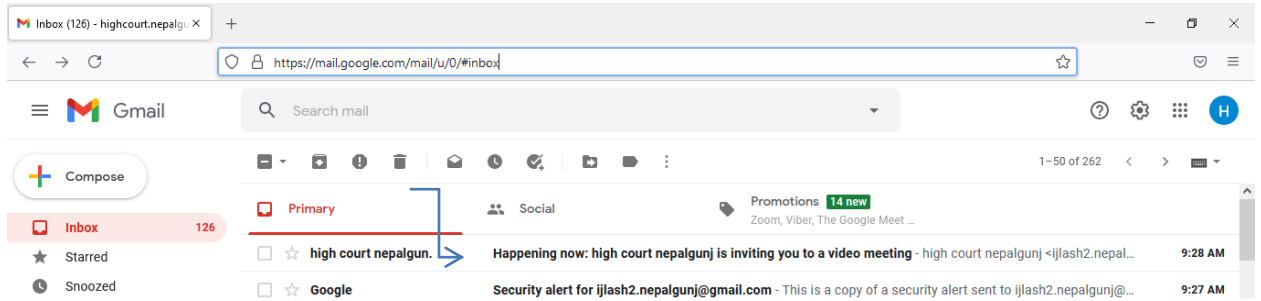 Inbox (126) - highcourt.nepalgu
https://mail.google.com/mail/u/0/#inbox
Gmail
Search mail
H
Compose
1–50 of 262
Primary
Social
Promotions 14 new
Zoom, Viber, The Google Meet ...
Inbox 126
Starred
Snoozed
high court nepalgun. Happening now: high court nepalgunj is inviting you to a video meeting - high court nepalgunj <ijlash2.nepal... 9:28 AM
Google Security alert for ijlash2.nepalgunj@gmail.com - This is a copy of a security alert sent to ijlash2.nepalgunj@... 9:27 AM